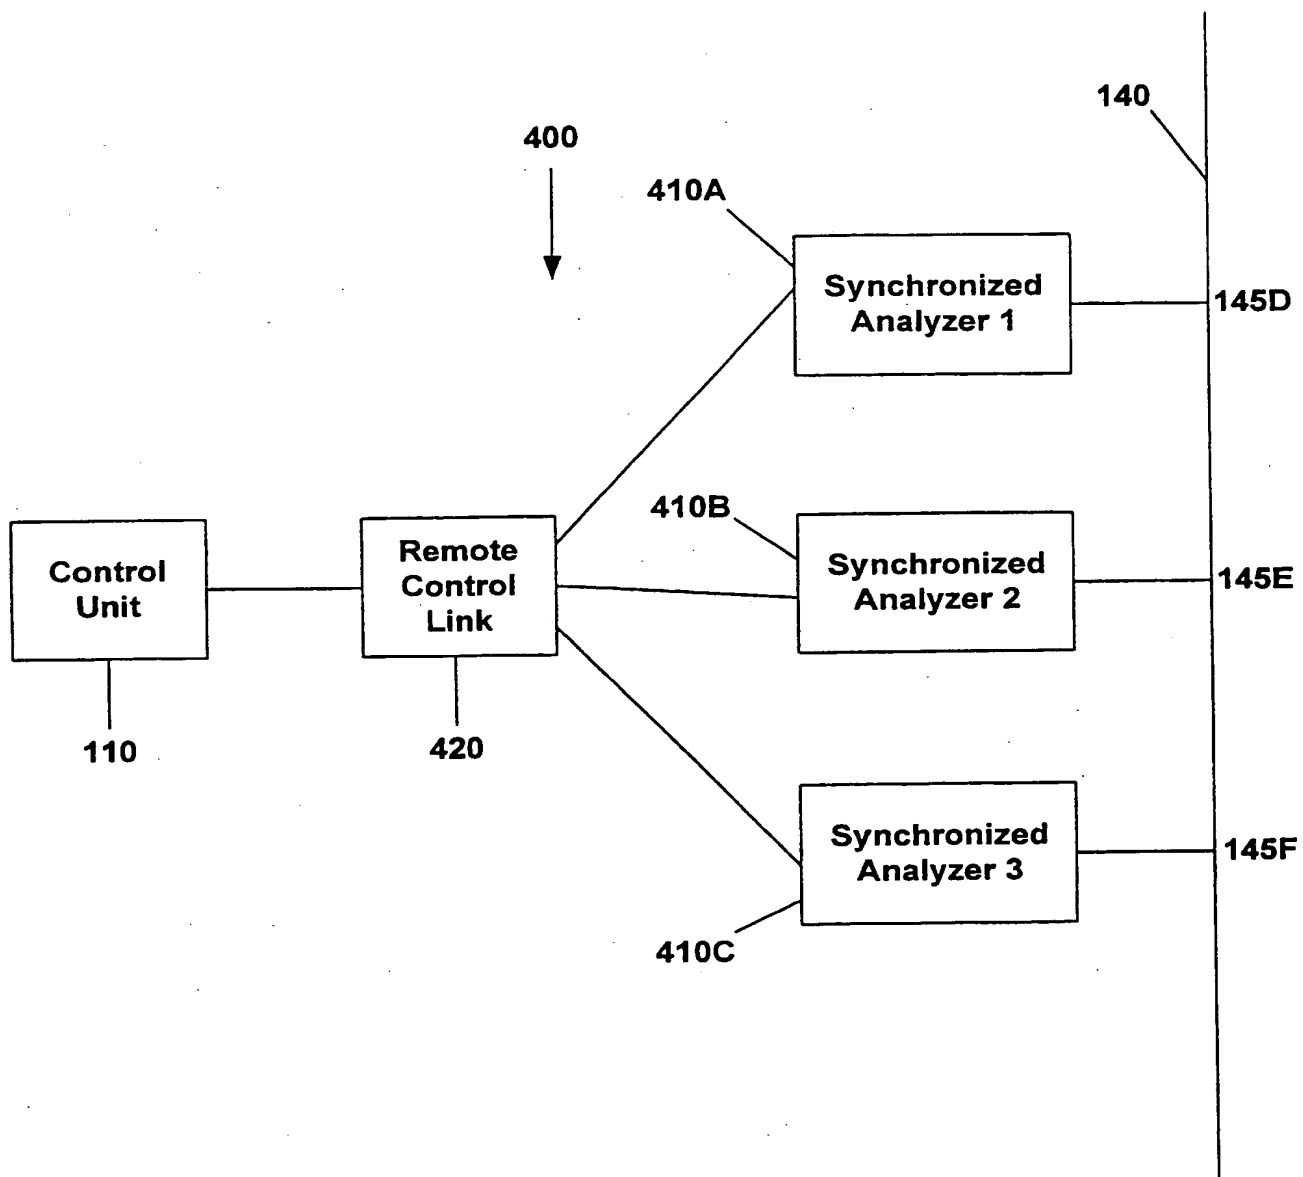 140
400
410A
Synchronized
Analyzer 1
145D
410B
Synchronized
Analyzer 2
145E
Control
Unit
Remote
Control
Link
110
420
Synchronized
Analyzer 3
145F
410C